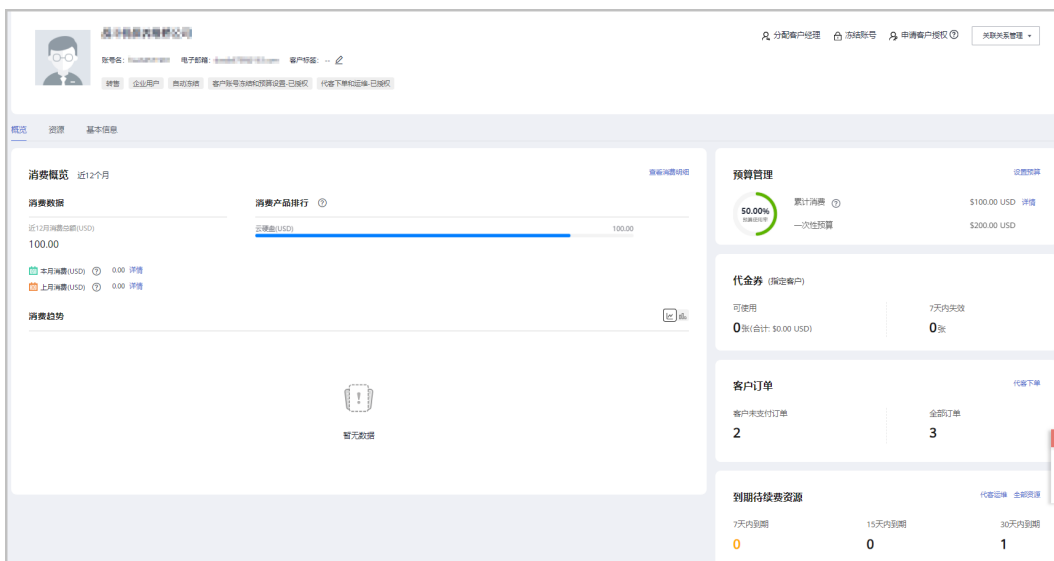 分配客户经理 冻结账号 申请客户授权 ? 关联关系管理
账号名: 电子邮箱: 客户标签: --
转售 企业用户 自动冻结 客户账号冻结和预算设置-已授权 代客下单和运维-已授权
概览 资源 基本信息
消费概览 近12个月 查看消费明细
消费数据 消费产品排行 ?
近12月消费总额(USD) 云硬盘(USD) 100.00
100.00
本月消费(USD) ? 0.00 详情
上月消费(USD) ? 0.00 详情
消费趋势
暂无数据
预算管理 设置预算
50.00%
累计消费 ? $100.00 USD 详情
一次性预算 $200.00 USD
代金券 (指定客户)
可使用 7天内失效
0张(合计: $0.00 USD) 0张
客户订单 代客下单
客户未支付订单 全部订单
2 3
到期待续费资源 代客运维 全部资源
7天内到期 15天内到期 30天内到期
0 0 1